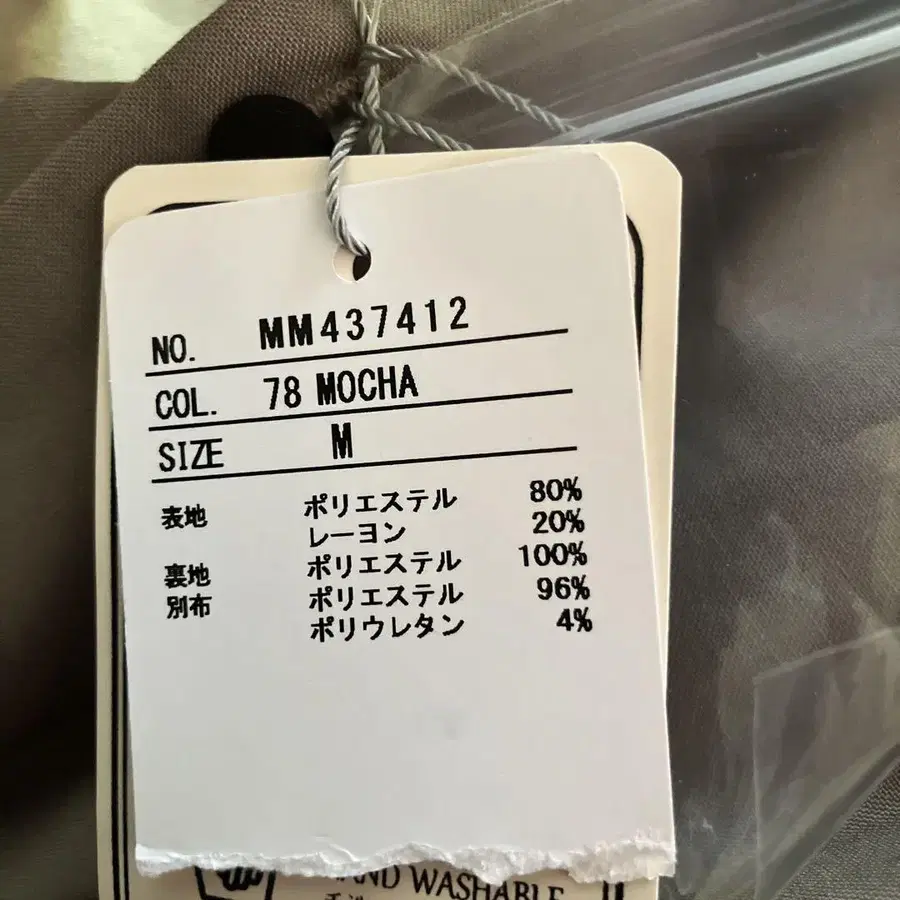 NO. MM437412
COL. 78 MOCHA
SIZE M
表地 ポリエステル 80%
レーヨン 20%
裏地 ポリエステル 100%
別布 ポリエステル 96%
ポリウレタン 4%
HAND WASHABLE